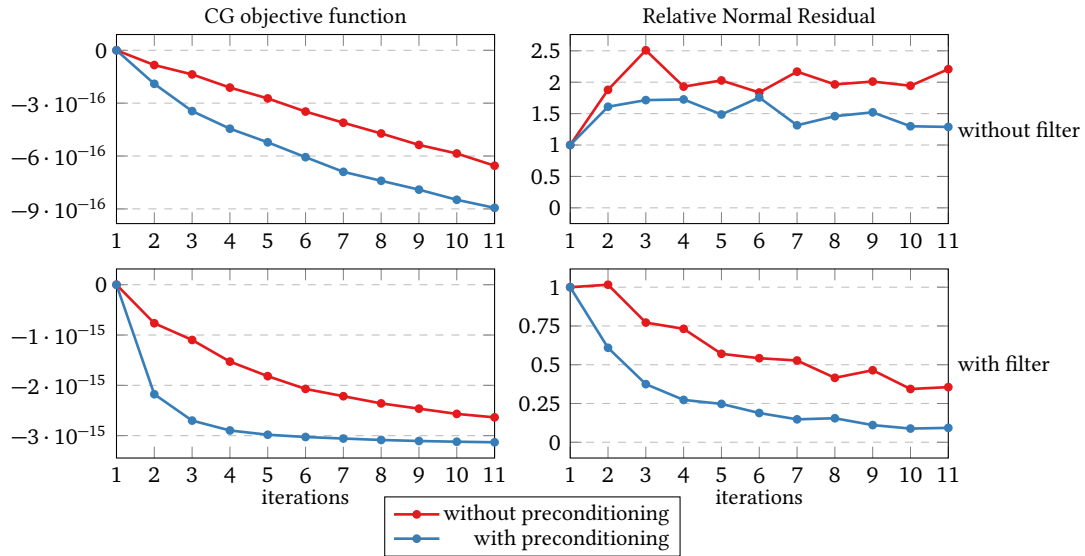 CG objective function
Relative Normal Residual
0
−3 · 10⁻¹⁶
−6 · 10⁻¹⁶
−9 · 10⁻¹⁶
1 2 3 4 5 6 7 8 9 10 11
2.5
2
1.5
1
0.5
0
1 2 3 4 5 6 7 8 9 10 11
without filter
0
−1 · 10⁻¹⁵
−2 · 10⁻¹⁵
−3 · 10⁻¹⁵
1 2 3 4 5 6 7 8 9 10 11
iterations
1
0.75
0.5
0.25
0
1 2 3 4 5 6 7 8 9 10 11
iterations
with filter
without preconditioning
with preconditioning